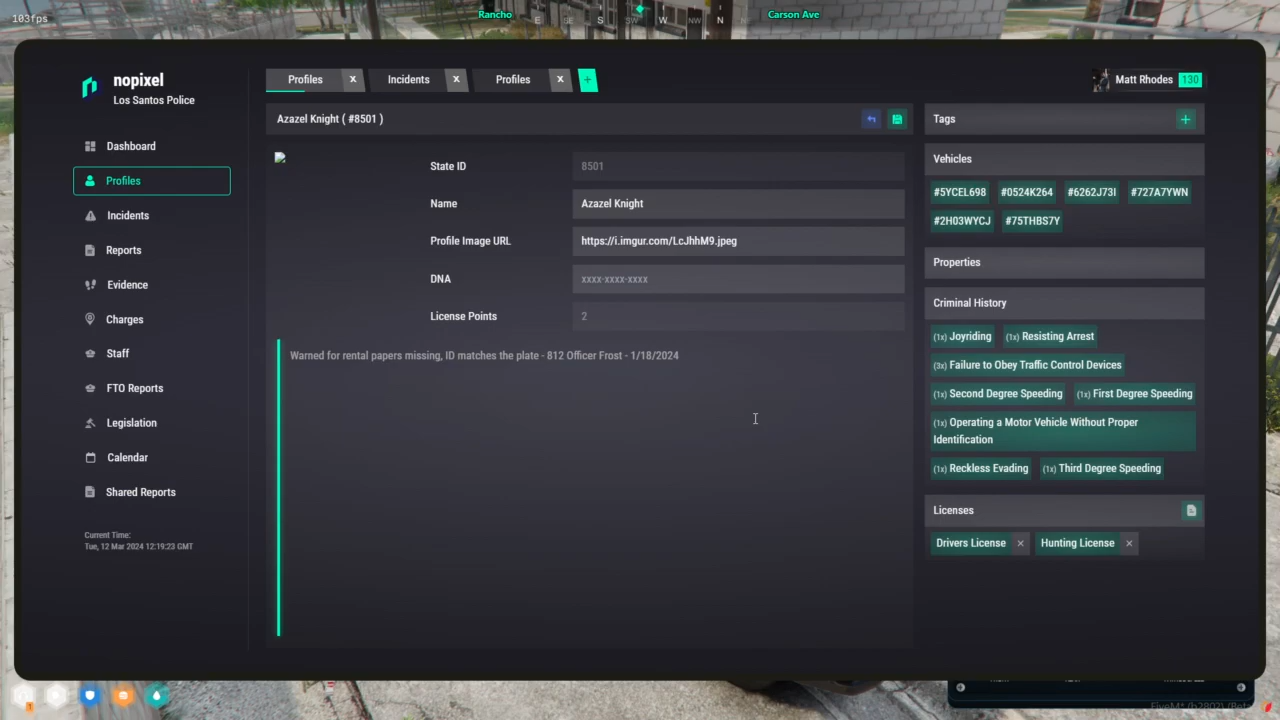 103fps
Rancho
E
SE
S
SW
W
NW
N
Carson Ave
nopixel
Los Santos Police
Profiles x
Incidents x
Profiles x
+
Matt Rhodes 130
Dashboard
Profiles
Incidents
Reports
Evidence
Charges
Staff
FTO Reports
Legislation
Calendar
Shared Reports
Current Time:
Tue, 12 Mar 2024 12:19:23 GMT
Azazel Knight ( #8501 )
State ID 8501
Name Azazel Knight
Profile Image URL https://i.imgur.com/LcJhhM9.jpeg
DNA xxxx-xxxx-xxxx
License Points 2
Warned for rental papers missing, ID matches the plate - 812 Officer Frost - 1/18/2024
Tags +
Vehicles
#5YCEL698 #0524K264 #6262J73I #727A7YWN
#2H03WYCJ #75THBS7Y
Properties
Criminal History
(1x) Joyriding (1x) Resisting Arrest
(3x) Failure to Obey Traffic Control Devices
(1x) Second Degree Speeding (1x) First Degree Speeding
(1x) Operating a Motor Vehicle Without Proper
Identification
(1x) Reckless Evading (1x) Third Degree Speeding
Licenses
Drivers License × Hunting License ×
1